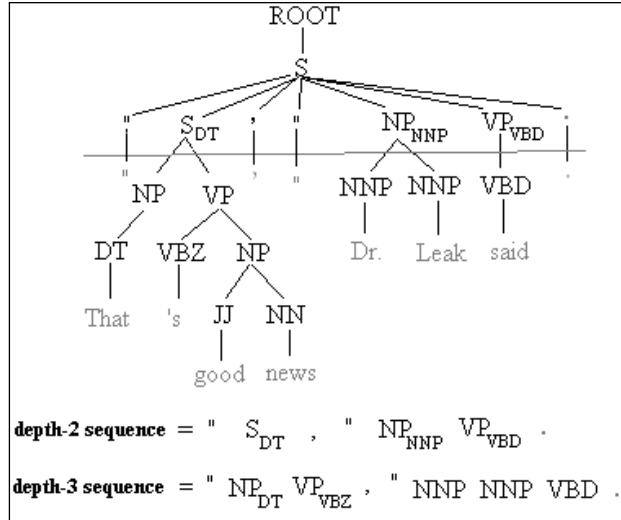 ROOT
S
" S_DT , " NP_NNP VP_VBD .
" , " .
NP VP NNP NNP VBD
DT VBZ NP Dr. Leak said
That 's JJ NN
good news
depth-2 sequence = " S_DT , " NP_NNP VP_VBD .
depth-3 sequence = " NP_DT VP_VBZ , " NNP NNP VBD .